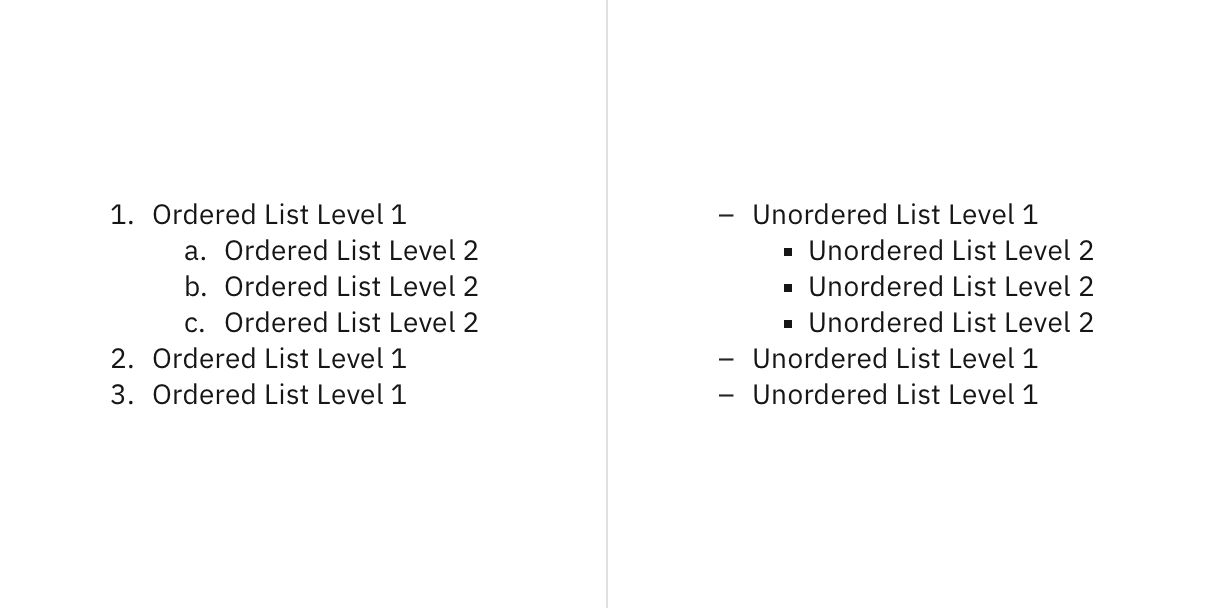 1. Ordered List Level 1
a. Ordered List Level 2
b. Ordered List Level 2
c. Ordered List Level 2
2. Ordered List Level 1
3. Ordered List Level 1
– Unordered List Level 1
▪ Unordered List Level 2
▪ Unordered List Level 2
▪ Unordered List Level 2
– Unordered List Level 1
– Unordered List Level 1